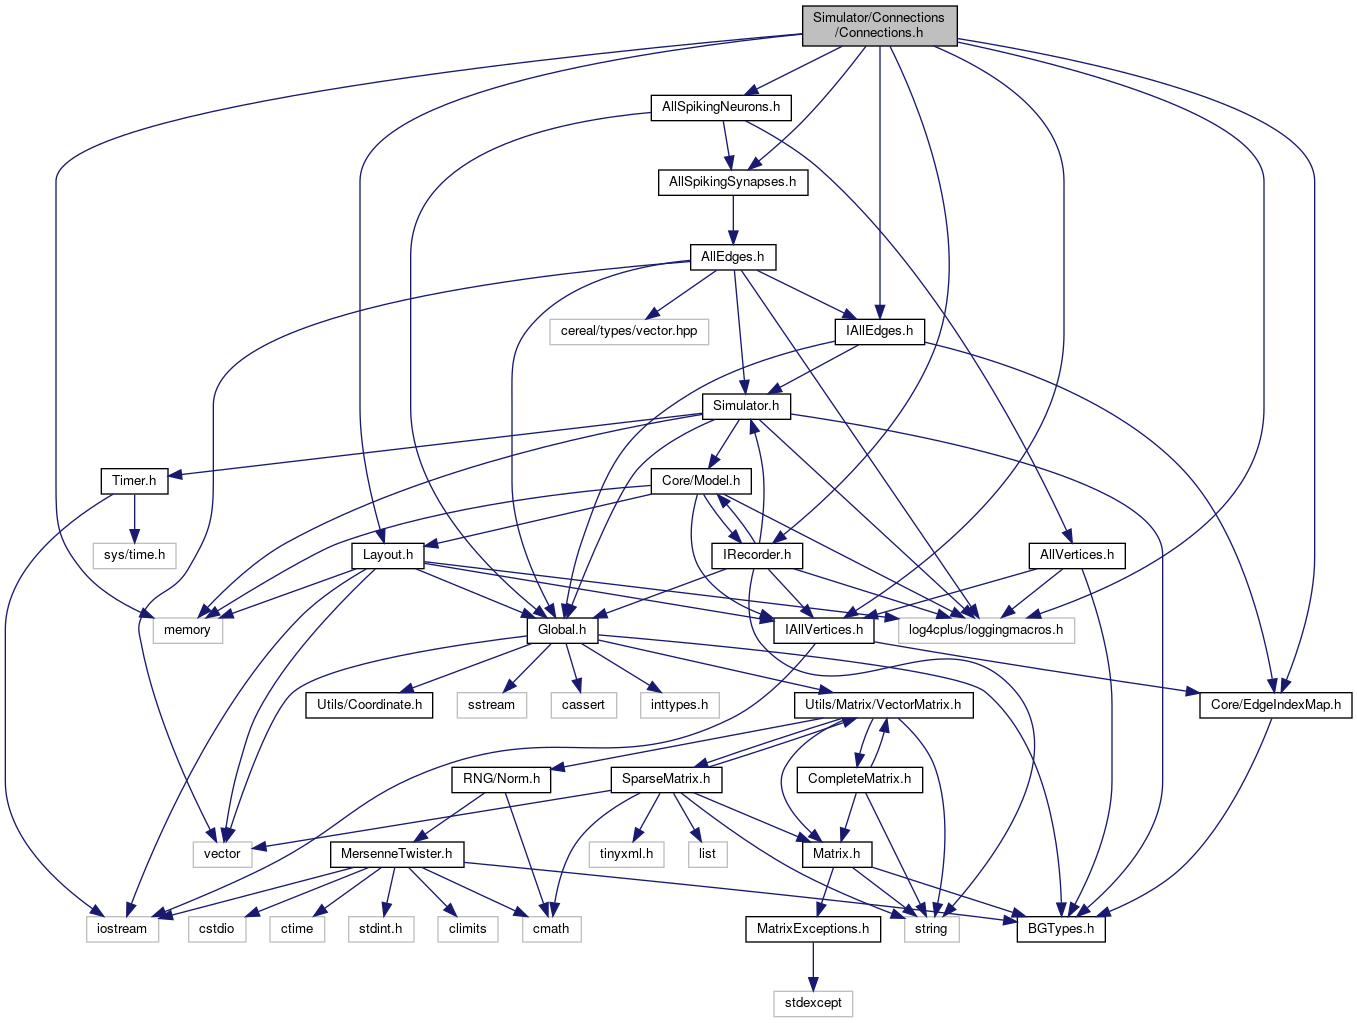 Simulator/Connections
/Connections.h
AllSpikingNeurons.h
AllSpikingSynapses.h
AllEdges.h
cereal/types/vector.hpp
IAllEdges.h
Simulator.h
Timer.h
Core/Model.h
sys/time.h
Layout.h
IRecorder.h
AllVertices.h
memory
Global.h
IAllVertices.h
log4cplus/loggingmacros.h
Utils/Coordinate.h
sstream
cassert
inttypes.h
Utils/Matrix/VectorMatrix.h
Core/EdgeIndexMap.h
RNG/Norm.h
SparseMatrix.h
CompleteMatrix.h
vector
MersenneTwister.h
tinyxml.h
list
Matrix.h
iostream
cstdio
ctime
stdint.h
climits
cmath
MatrixExceptions.h
string
BGTypes.h
stdexcept